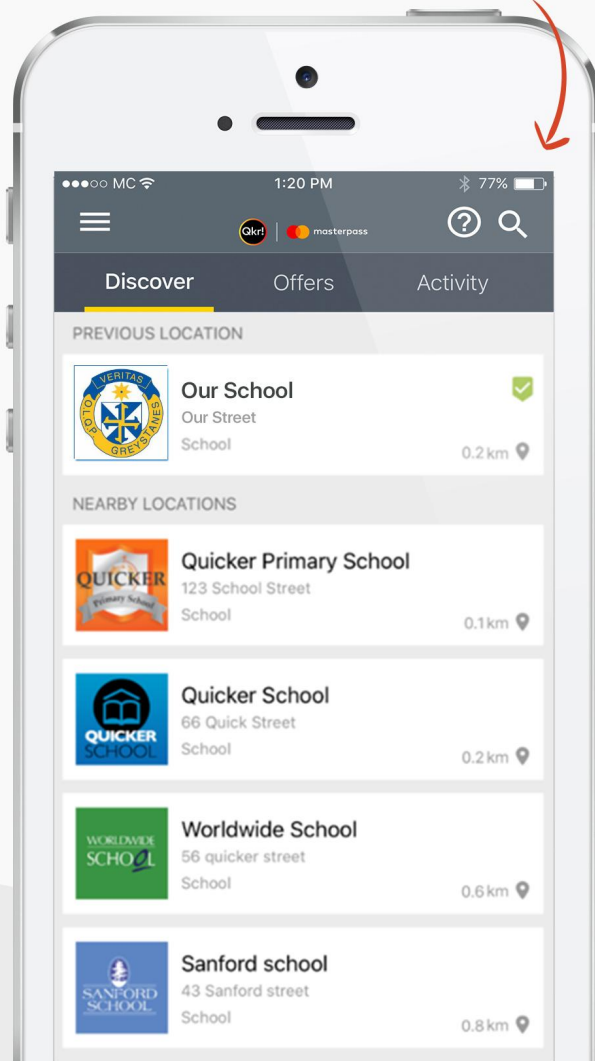 ●●●○○ MC 1:20 PM 77%
Qkr! | masterpass
Discover Offers Activity
PREVIOUS LOCATION
VERITAS
O.L.Q.P. GREYSTANES
Our School
Our Street
School
0.2 km
NEARBY LOCATIONS
QUICKER
Primary School
Quicker Primary School
123 School Street
School
0.1 km
QUICKER
SCHOOL
Quicker School
66 Quick Street
School
0.2 km
WORLDWIDE
SCHOOL
Worldwide School
56 quicker street
School
0.6 km
SANFORD
SCHOOL
Sanford school
43 Sanford street
School
0.8 km